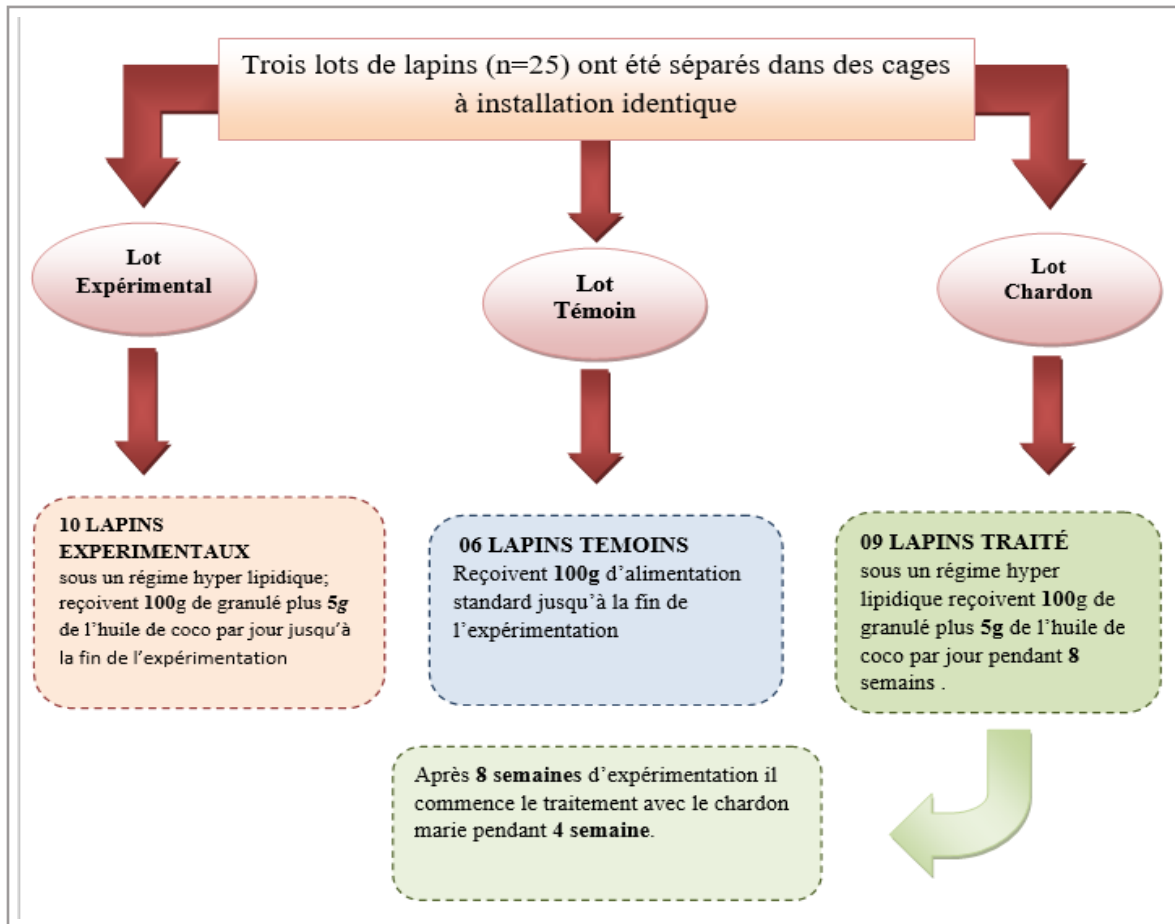 Trois lots de lapins (n=25) ont été séparés dans des cages
à installation identique
Lot
Expérimental
Lot
Témoin
Lot
Chardon
10 LAPINS
EXPERIMENTAUX
sous un régime hyper lipidique;
reçoivent 100g de granulé plus 5g
de l'huile de coco par jour jusqu'à
la fin de l'expérimentation
06 LAPINS TEMOINS
Reçoivent 100g d'alimentation
standard jusqu'à la fin de
l'expérimentation
09 LAPINS TRAITÉ
sous un régime hyper
lipidique reçoivent 100g de
granulé plus 5g de l'huile de
coco par jour pendant 8
semains .
Après 8 semaines d'expérimentation il
commence le traitement avec le chardon
marie pendant 4 semaine.